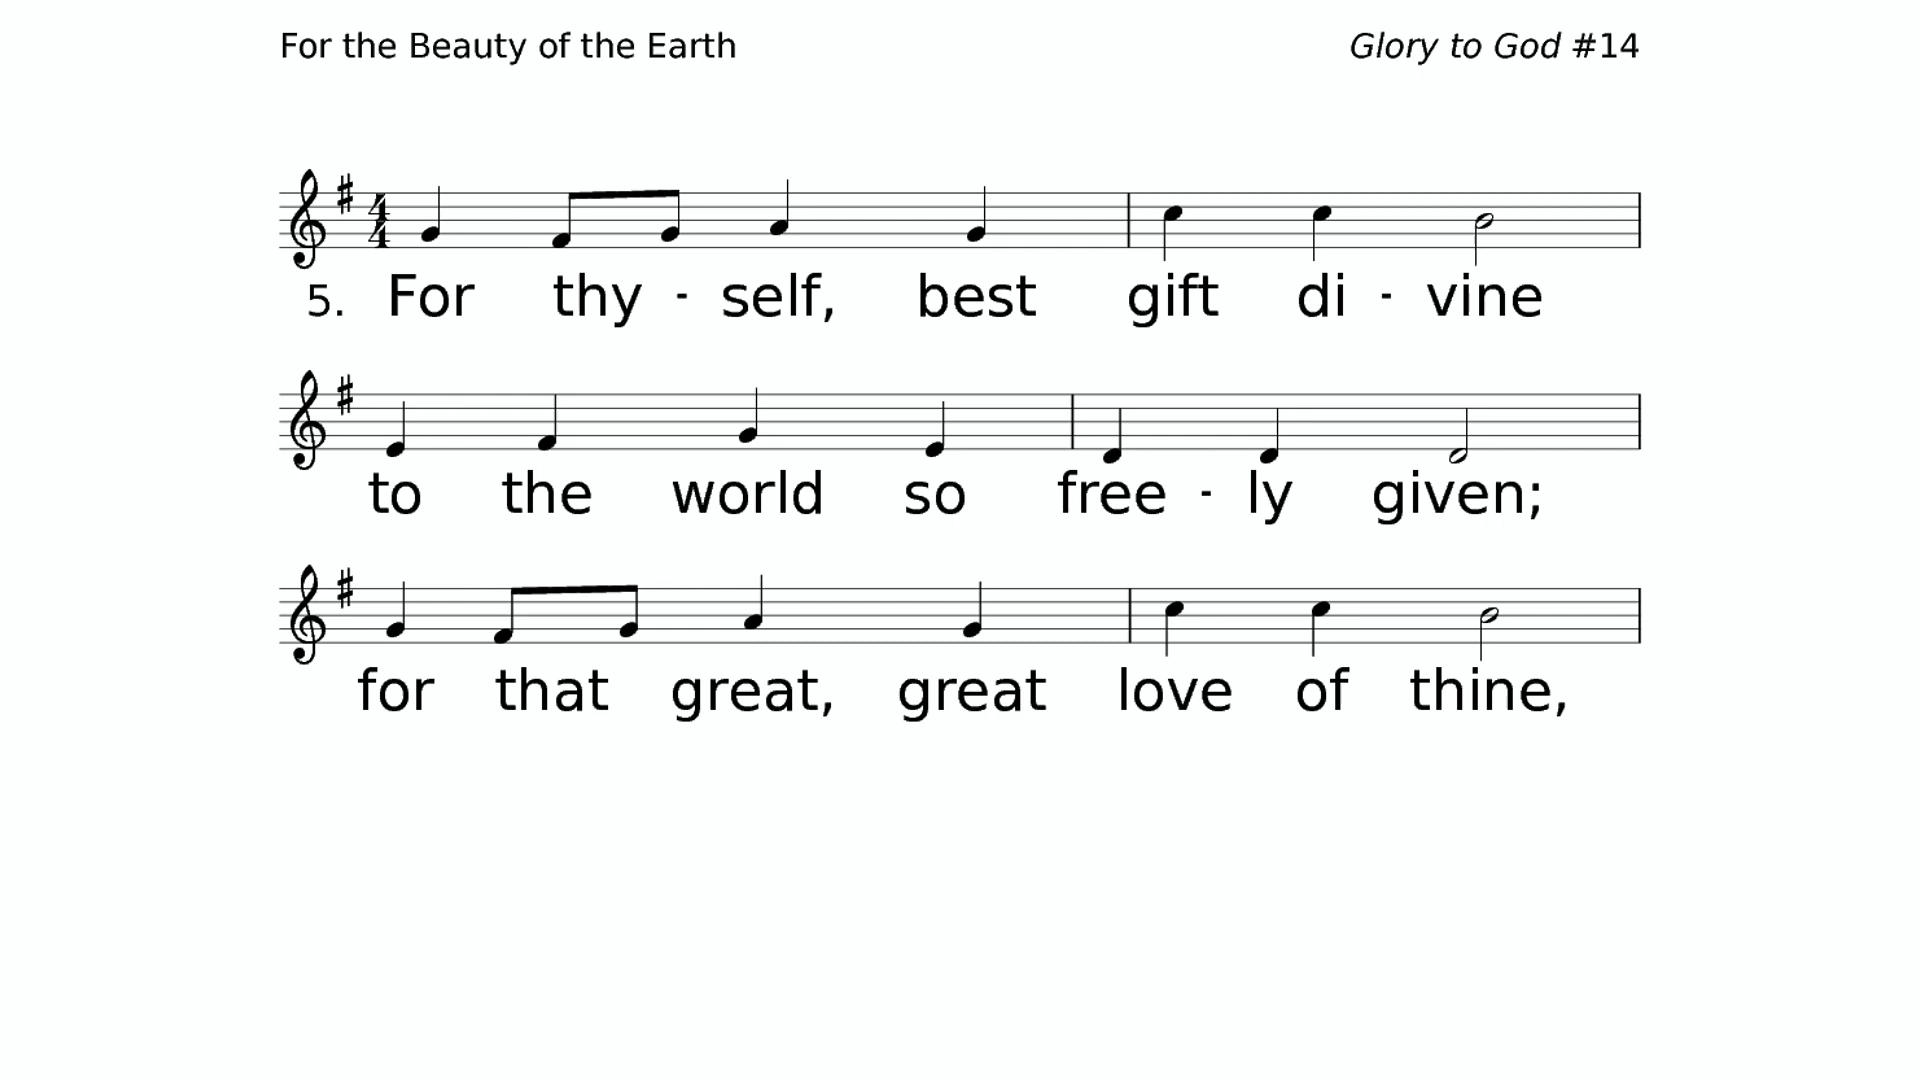 For the Beauty of the Earth
Glory to God #14
5. For thy - self, best gift di - vine
to the world so free - ly given;
for that great, great love of thine,